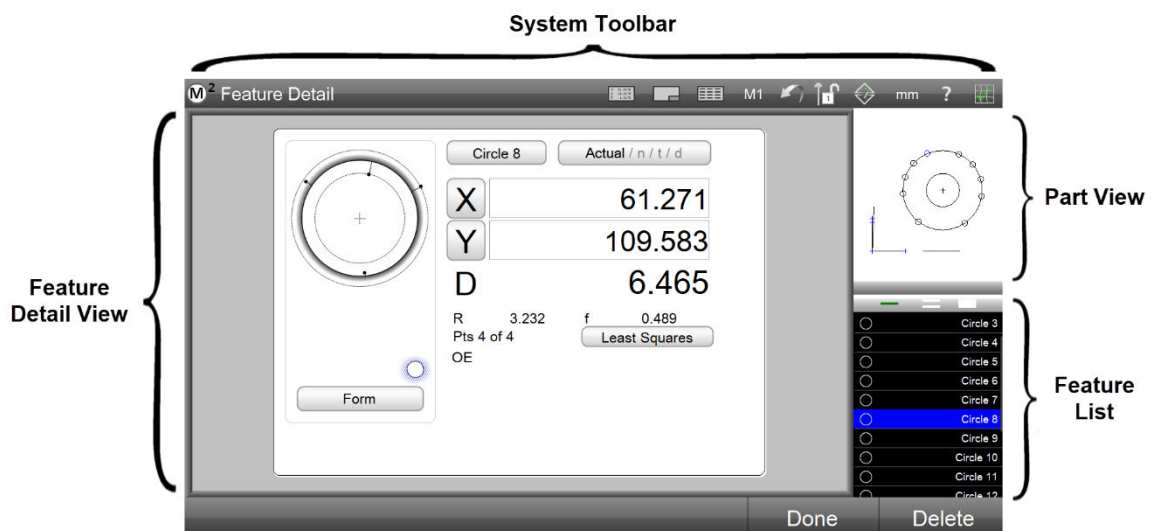 System Toolbar
M2 Feature Detail
M1
mm
?
Feature
Detail View
Circle 8
Actual / n / t / d
X
61.271
Y
109.583
D
6.465
R
3.232
f
0.489
Pts 4 of 4
Least Squares
OE
Form
Part View
Circle 3
Circle 4
Circle 5
Circle 6
Circle 7
Circle 8
Circle 9
Circle 10
Circle 11
Circle 12
Feature
List
Done
Delete